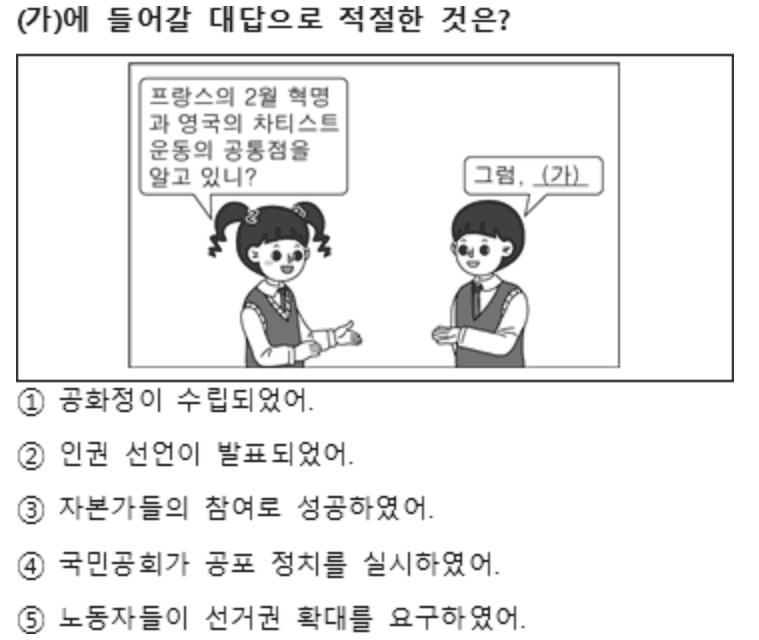 (가)에 들어갈 대답으로 적절한 것은?
프랑스의 2월 혁명
과 영국의 차티스트
운동의 공통점을
알고 있니?
그럼, (가)
① 공화정이 수립되었어.
② 인권 선언이 발표되었어.
③ 자본가들의 참여로 성공하였어.
④ 국민공회가 공포 정치를 실시하였어.
⑤ 노동자들이 선거권 확대를 요구하였어.